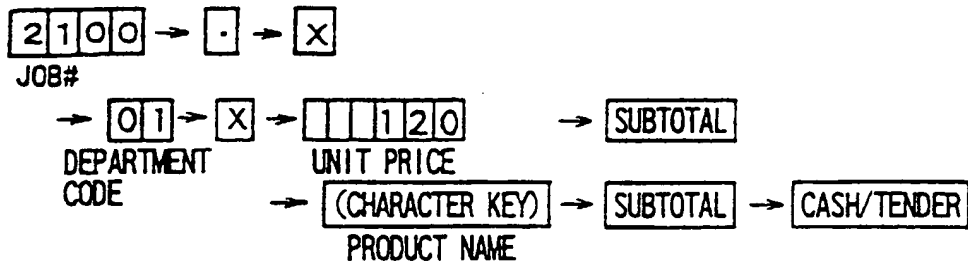 2100 → · → X
JOB#
→ 01 → X → 120 → SUBTOTAL
DEPARTMENT CODE
UNIT PRICE
→ (CHARACTER KEY) → SUBTOTAL → CASH/TENDER
PRODUCT NAME